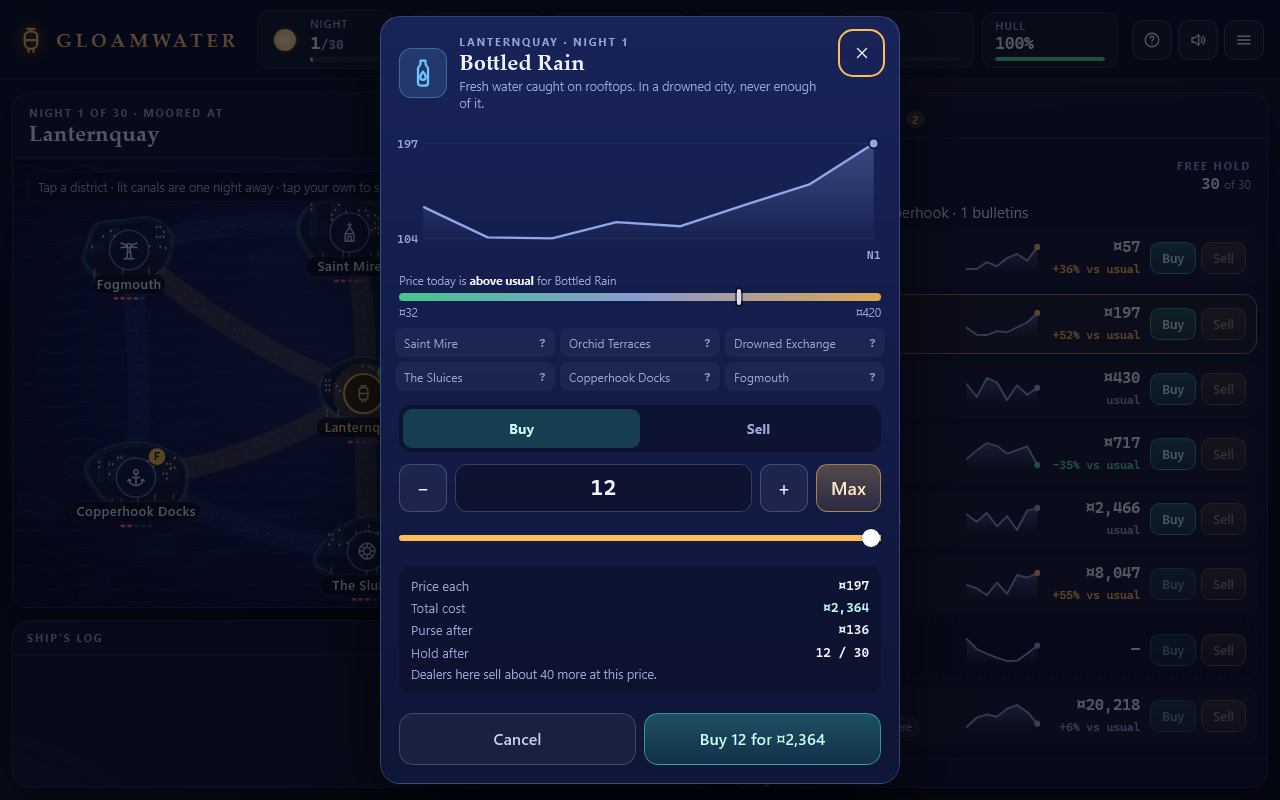 GLOAMWATER
NIGHT
1/30
HULL
100%
NIGHT 1 OF 30 · MOORED AT
Lanternquay
Tap a district · lit canals are one night away · tap your own to s
Fogmouth
Saint Mire
Lanternq
Copperhook Docks
F
The Slui
SHIP'S LOG
LANTERNQUAY · NIGHT 1
Bottled Rain
Fresh water caught on rooftops. In a drowned city, never enough
of it.
197
104
N1
Price today is above usual for Bottled Rain
¤32
¤420
Saint Mire ?
Orchid Terraces ?
Drowned Exchange ?
The Sluices ?
Copperhook Docks ?
Fogmouth ?
Buy
Sell
−
12
+
Max
Price each ¤197
Total cost ¤2,364
Purse after ¤136
Hold after 12 / 30
Dealers here sell about 40 more at this price.
Cancel
Buy 12 for ¤2,364
2
FREE HOLD
30 of 30
erhook · 1 bulletins
¤57
+36% vs usual
Buy
Sell
¤197
+52% vs usual
Buy
Sell
¤430
usual
Buy
Sell
¤717
−35% vs usual
Buy
Sell
¤2,466
usual
Buy
Sell
¤8,047
+55% vs usual
Buy
Sell
—
Buy
Sell
¤20,218
+6% vs usual
Buy
Sell